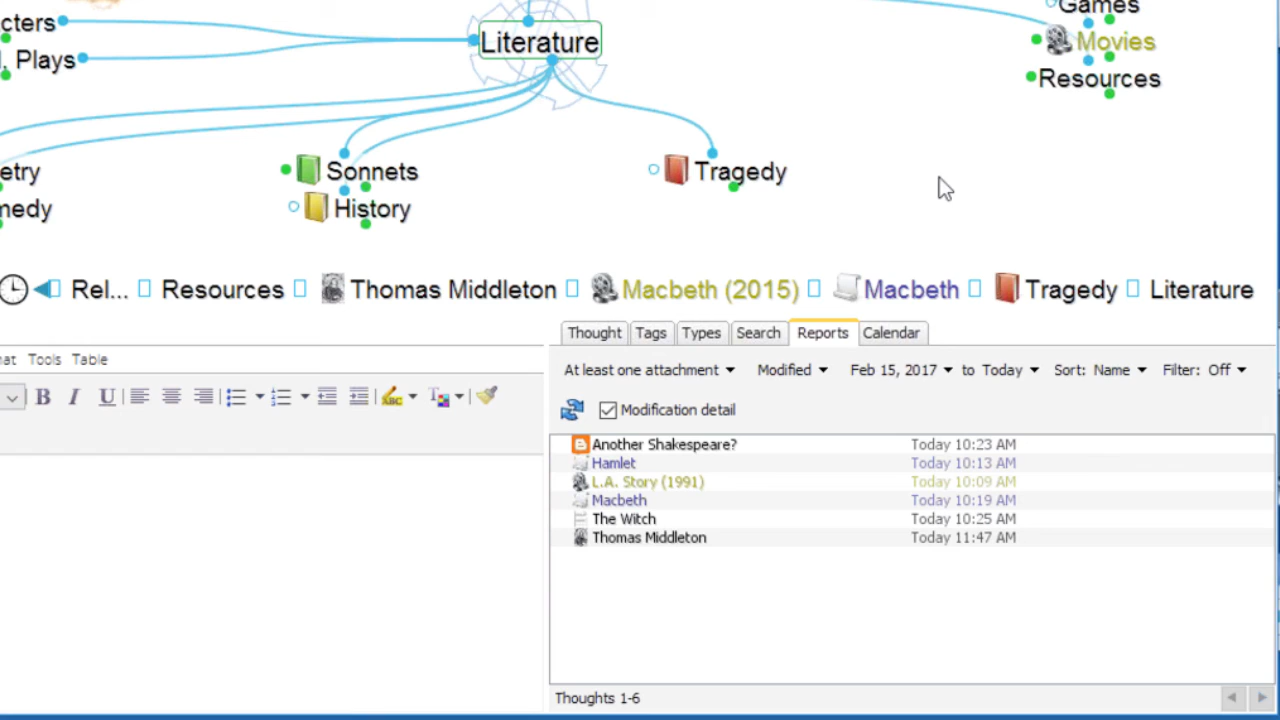 Games
cters
Literature
Movies
, Plays
Resources
etry
Sonnets
Tragedy
medy
History
Rel... Resources Thomas Middleton Macbeth (2015) Macbeth Tragedy Literature
Thought Tags Types Search Reports Calendar
at Tools Table
At least one attachment Modified Feb 15, 2017 to Today Sort: Name Filter: Off
B I U ABC T
Modification detail
Another Shakespeare? Today 10:23 AM
Hamlet Today 10:13 AM
L.A. Story (1991) Today 10:09 AM
Macbeth Today 10:19 AM
The Witch Today 10:25 AM
Thomas Middleton Today 11:47 AM
Thoughts 1-6